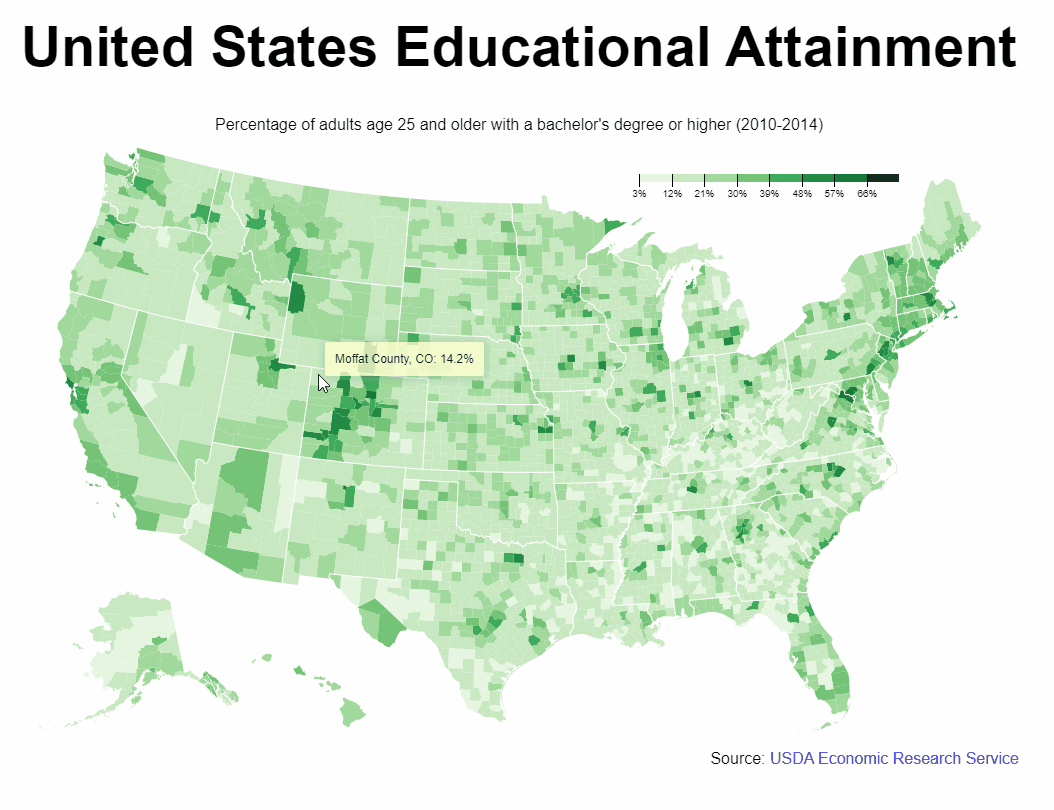 United States Educational Attainment
Percentage of adults age 25 and older with a bachelor's degree or higher (2010-2014)
3% 12% 21% 30% 39% 48% 57% 66%
Moffat County, CO: 14.2%
Source: USDA Economic Research Service